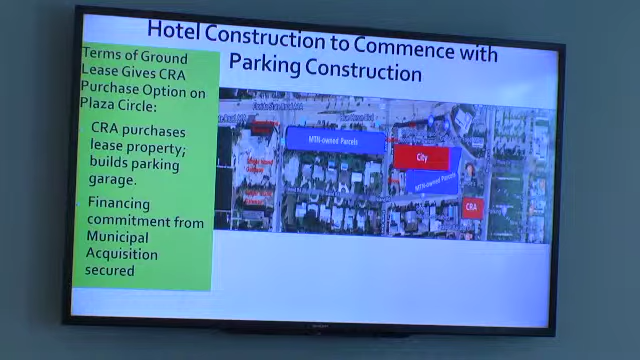 Hotel Construction to Commence with
Parking Construction
Terms of Ground
Lease Gives CRA
Purchase Option on
Plaza Circle:
CRA purchases
lease property;
builds parking
garage.
Financing
commitment from
Municipal
Acquisition
secured
MTN-owned Parcels
City
MTN-owned Parcels
CRA